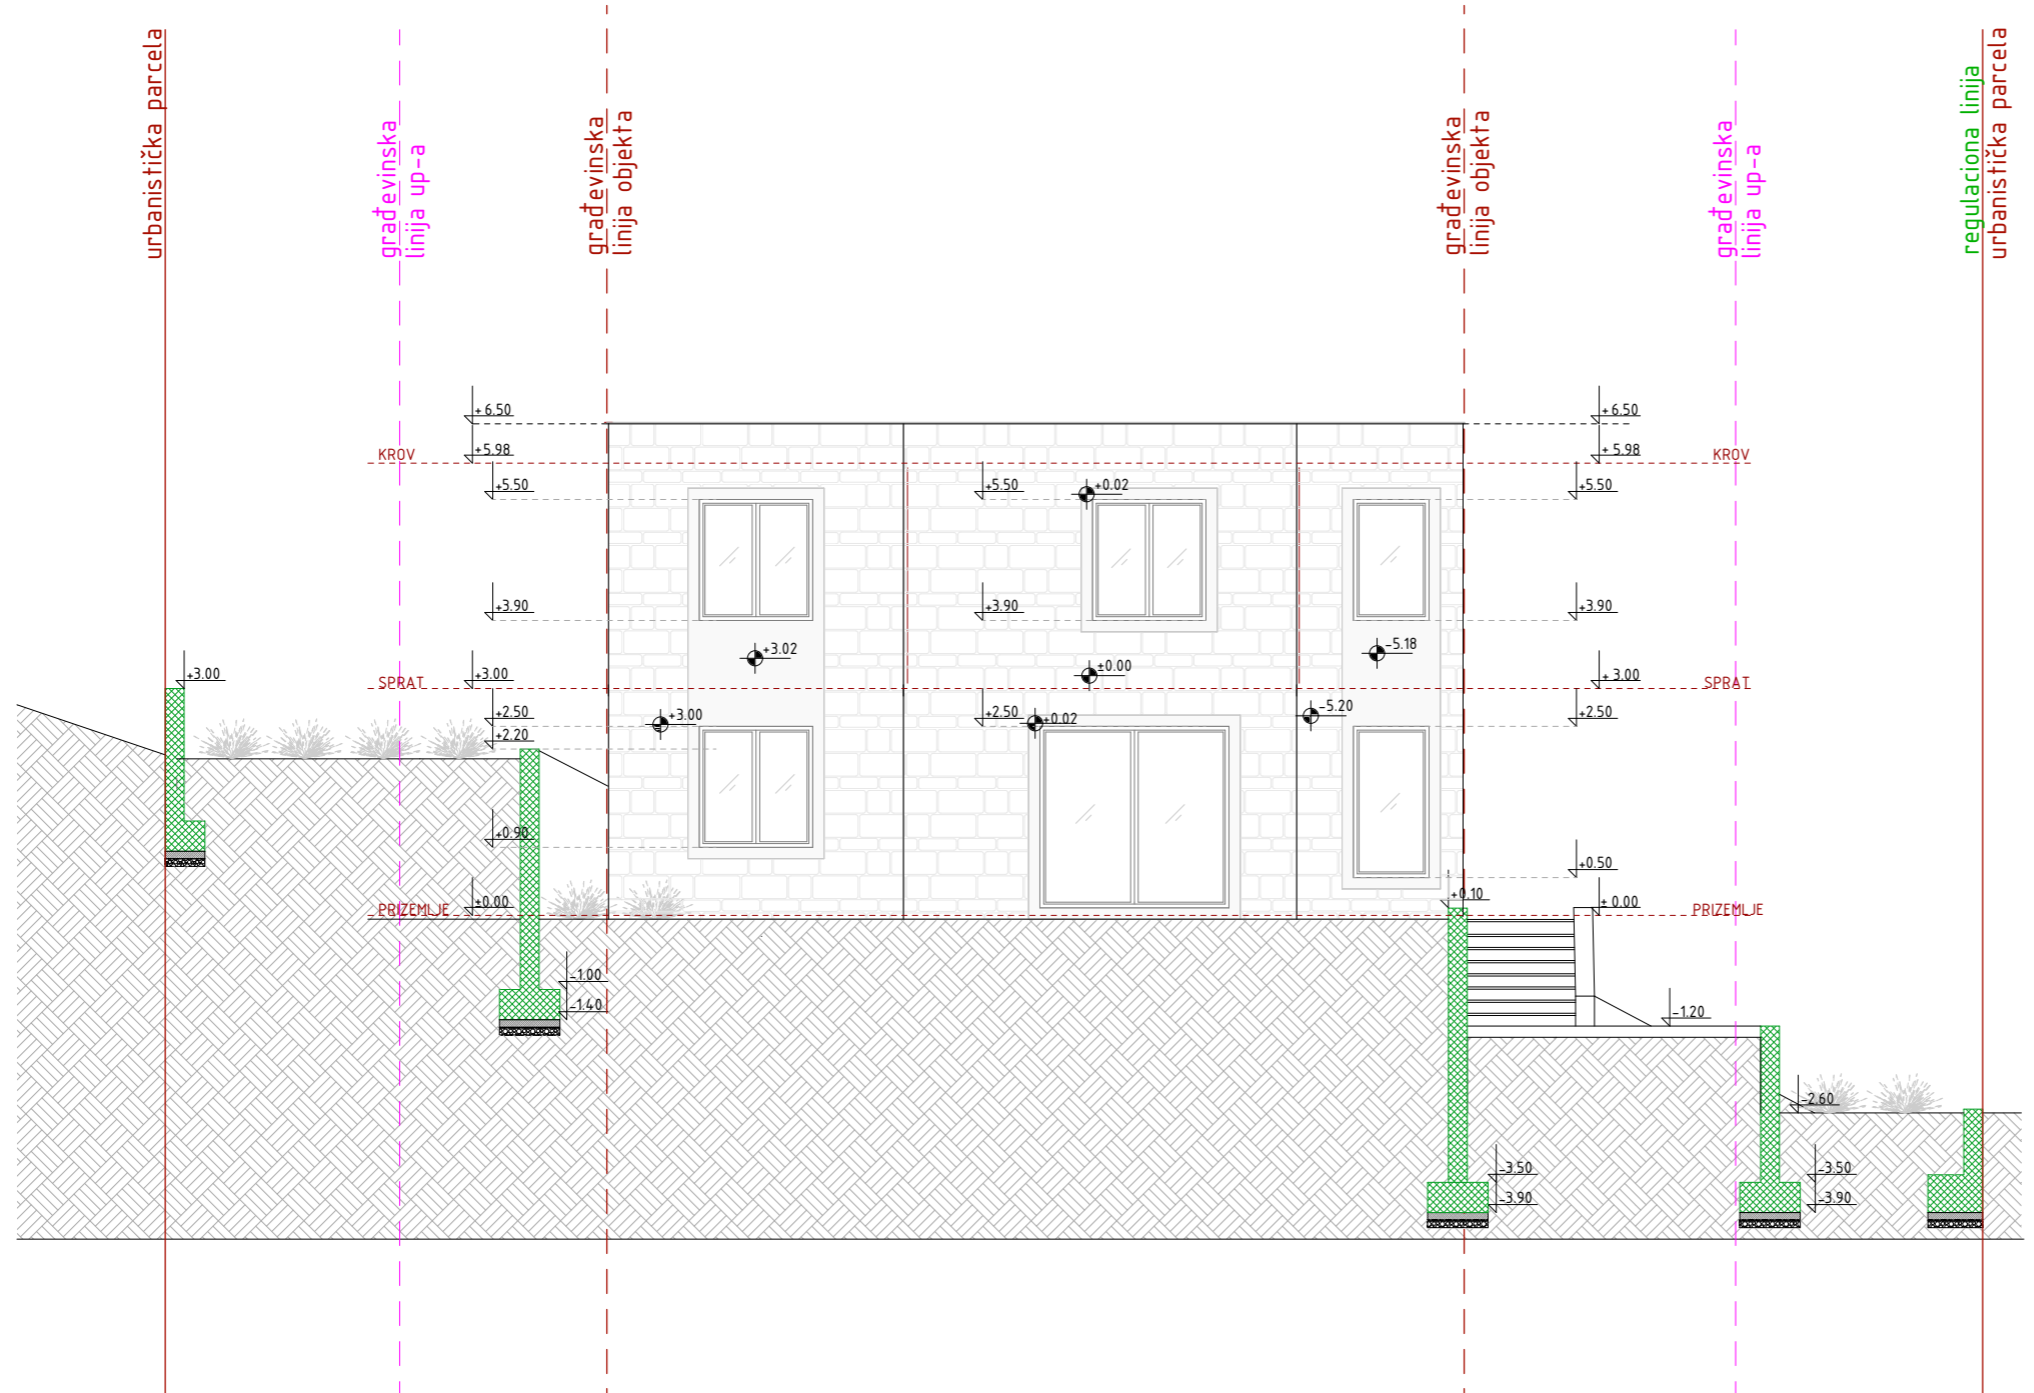 urbanistička parcela
građevinska
linija up-a
građevinska
linija objekta
građevinska
linija objekta
građevinska
linija up-a
regulaciona linija
urbanistička parcela
+6.50
+6.50
KROV
+5.98
+5.98
KROV
+5.50
+5.50
+0.02
+5.50
+3.90
+3.90
+3.90
+3.02
-5.18
±0.00
+3.00
SPRAT
+3.00
+3.00
SPRAT
+2.50
+3.00
+2.50
+0.02
-5.20
+2.50
+2.20
+0.90
+0.50
+0.10
PRIZEMLJE
±0.00
±0.00
PRIZEMLJE
-1.00
-1.40
-1.20
-2.60
-3.50
-3.90
-3.50
-3.90